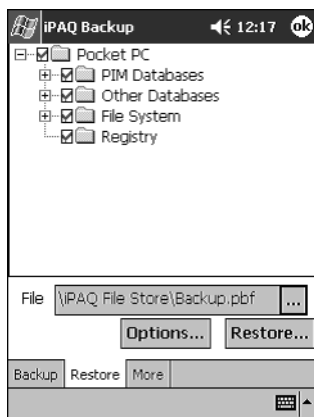 iPAQ Backup 12:17 ok
Pocket PC
PIM Databases
Other Databases
File System
Registry
File \iPAQ File Store\Backup.pbf ...
Options... Restore...
Backup Restore More